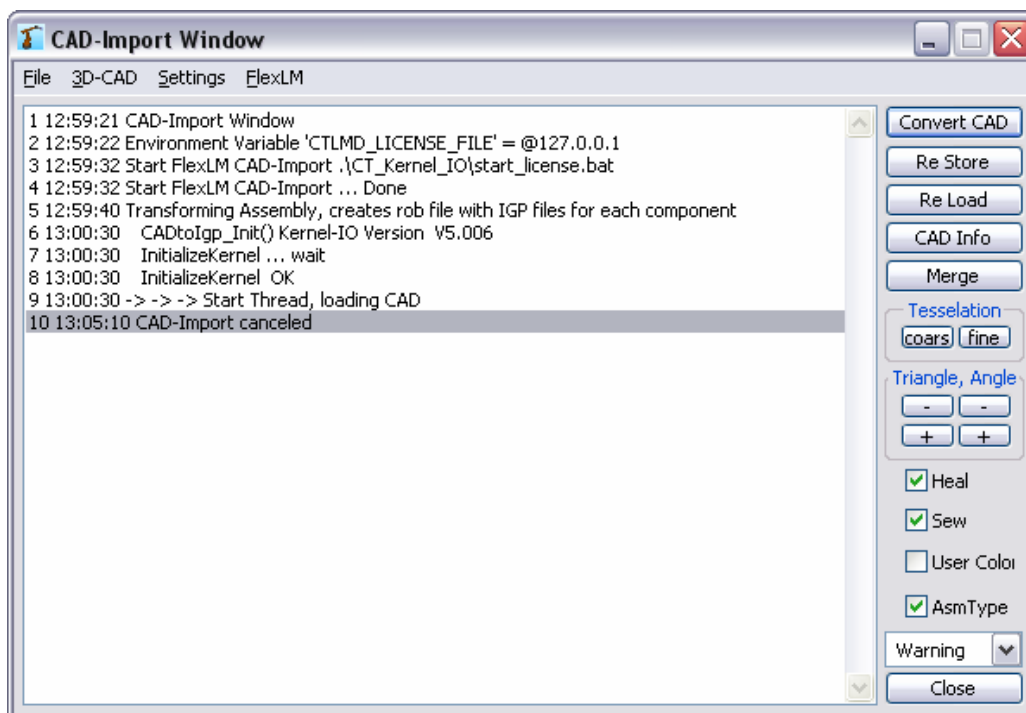 CAD-Import Window
File 3D-CAD Settings FlexLM
1 12:59:21 CAD-Import Window
2 12:59:22 Environment Variable 'CTLMD_LICENSE_FILE' = @127.0.0.1
3 12:59:32 Start FlexLM CAD-Import .\CT_Kernel_IO\start_license.bat
4 12:59:32 Start FlexLM CAD-Import ... Done
5 12:59:40 Transforming Assembly, creates rob file with IGP files for each component
6 13:00:30 CADtoIgp_Init() Kernel-IO Version V5.006
7 13:00:30 InitializeKernel ... wait
8 13:00:30 InitializeKernel OK
9 13:00:30 -> -> -> Start Thread, loading CAD
10 13:05:10 CAD-Import canceled
Convert CAD
Re Store
Re Load
CAD Info
Merge
Tesselation
coars fine
Triangle, Angle
- -
+ +
Heal
Sew
User Color
AsmType
Warning
Close